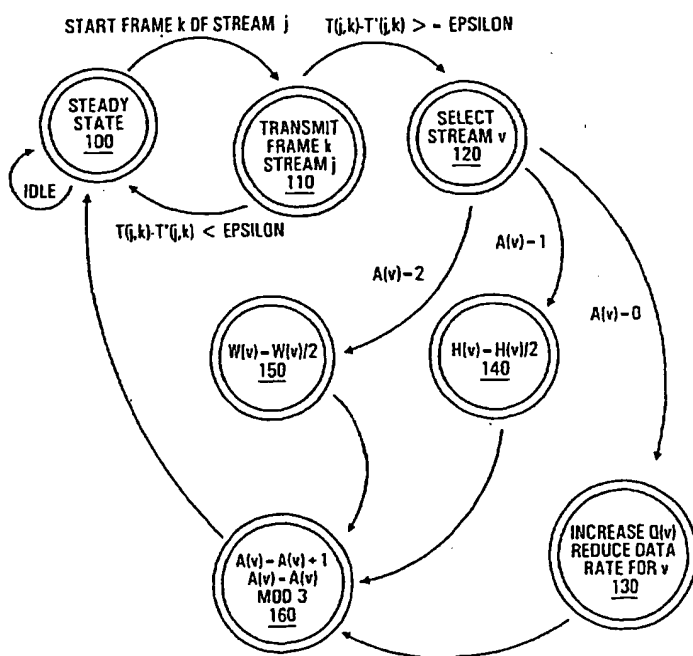 START FRAME k OF STREAM j
T(j,k)-T'(j,k) > - EPSILON
STEADY
STATE
100
TRANSMIT
FRAME k
STREAM j
110
SELECT
STREAM v
120
IDLE
T(j,k)-T'(j,k) < EPSILON
A(v)-2
A(v)-1
A(v)-0
W(v)-W(v)/2
150
H(v)-H(v)/2
140
A(v)-A(v)+1
A(v)-A(v)
MOD 3
160
INCREASE Q(v)
REDUCE DATA
RATE FOR v
130